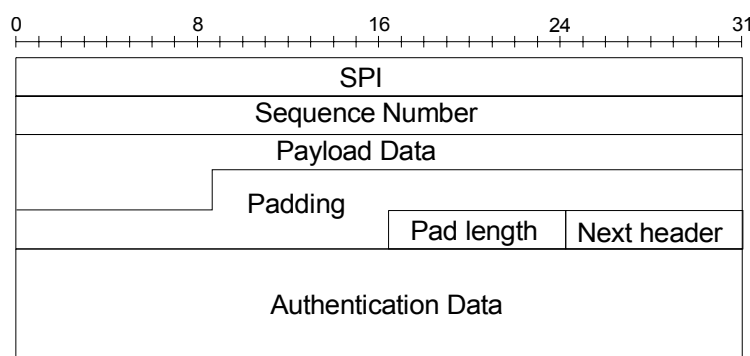 0 8 16 24 31
SPI
Sequence Number
Payload Data
Padding
Pad length Next header
Authentication Data